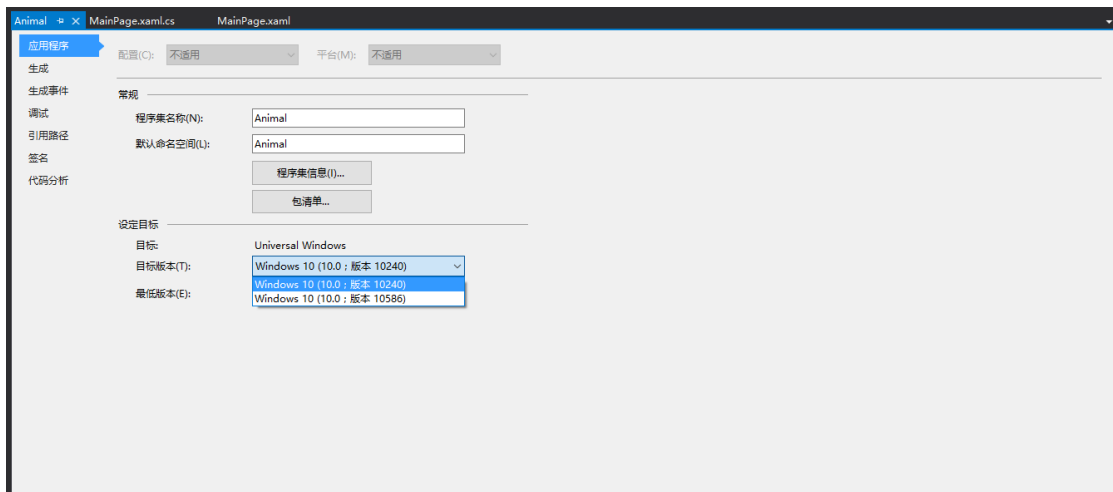 Animal MainPage.xaml.cs MainPage.xaml
应用程序
生成
生成事件
调试
引用路径
签名
代码分析
配置(C): 不适用 平台(M): 不适用
常规
程序集名称(N): Animal
默认命名空间(L): Animal
程序集信息(I)...
包清单...
设定目标
目标: Universal Windows
目标版本(T): Windows 10 (10.0 ; 版本 10240)
Windows 10 (10.0 ; 版本 10240)
最低版本(E): Windows 10 (10.0 ; 版本 10586)